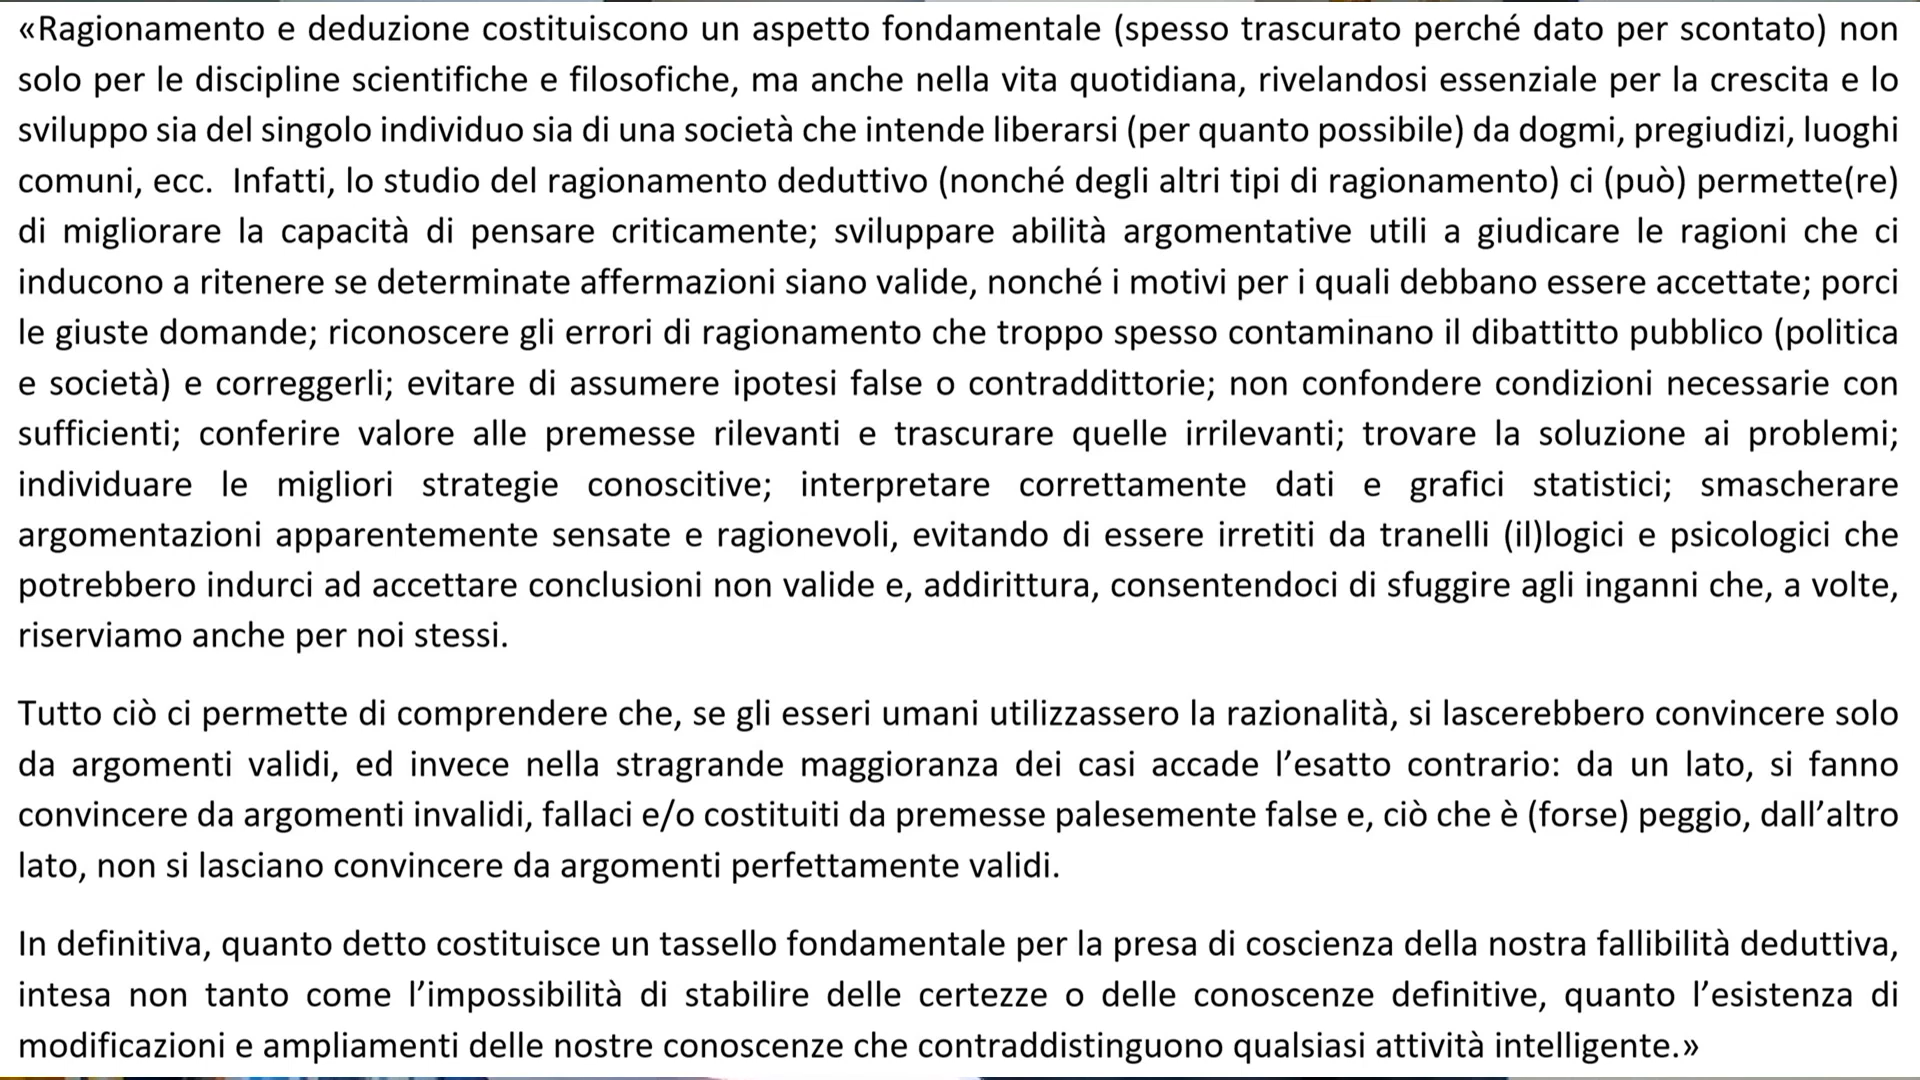 «Ragionamento e deduzione costituiscono un aspetto fondamentale (spesso trascurato perché dato per scontato) non
solo per le discipline scientifiche e filosofiche, ma anche nella vita quotidiana, rivelandosi essenziale per la crescita e lo
sviluppo sia del singolo individuo sia di una società che intende liberarsi (per quanto possibile) da dogmi, pregiudizi, luoghi
comuni, ecc.  Infatti, lo studio del ragionamento deduttivo (nonché degli altri tipi di ragionamento) ci (può) permette(re)
di migliorare la capacità di pensare criticamente; sviluppare abilità argomentative utili a giudicare le ragioni che ci
inducono a ritenere se determinate affermazioni siano valide, nonché i motivi per i quali debbano essere accettate; porci
le giuste domande; riconoscere gli errori di ragionamento che troppo spesso contaminano il dibattitto pubblico (politica
e società) e correggerli; evitare di assumere ipotesi false o contraddittorie; non confondere condizioni necessarie con
sufficienti; conferire valore alle premesse rilevanti e trascurare quelle irrilevanti; trovare la soluzione ai problemi;
individuare le migliori strategie conoscitive; interpretare correttamente dati e grafici statistici; smascherare
argomentazioni apparentemente sensate e ragionevoli, evitando di essere irretiti da tranelli (il)logici e psicologici che
potrebbero indurci ad accettare conclusioni non valide e, addirittura, consentendoci di sfuggire agli inganni che, a volte,
riserviamo anche per noi stessi.
Tutto ciò ci permette di comprendere che, se gli esseri umani utilizzassero la razionalità, si lascerebbero convincere solo
da argomenti validi, ed invece nella stragrande maggioranza dei casi accade l’esatto contrario: da un lato, si fanno
convincere da argomenti invalidi, fallaci e/o costituiti da premesse palesemente false e, ciò che è (forse) peggio, dall’altro
lato, non si lasciano convincere da argomenti perfettamente validi.
In definitiva, quanto detto costituisce un tassello fondamentale per la presa di coscienza della nostra fallibilità deduttiva,
intesa non tanto come l’impossibilità di stabilire delle certezze o delle conoscenze definitive, quanto l’esistenza di
modificazioni e ampliamenti delle nostre conoscenze che contraddistinguono qualsiasi attività intelligente.»